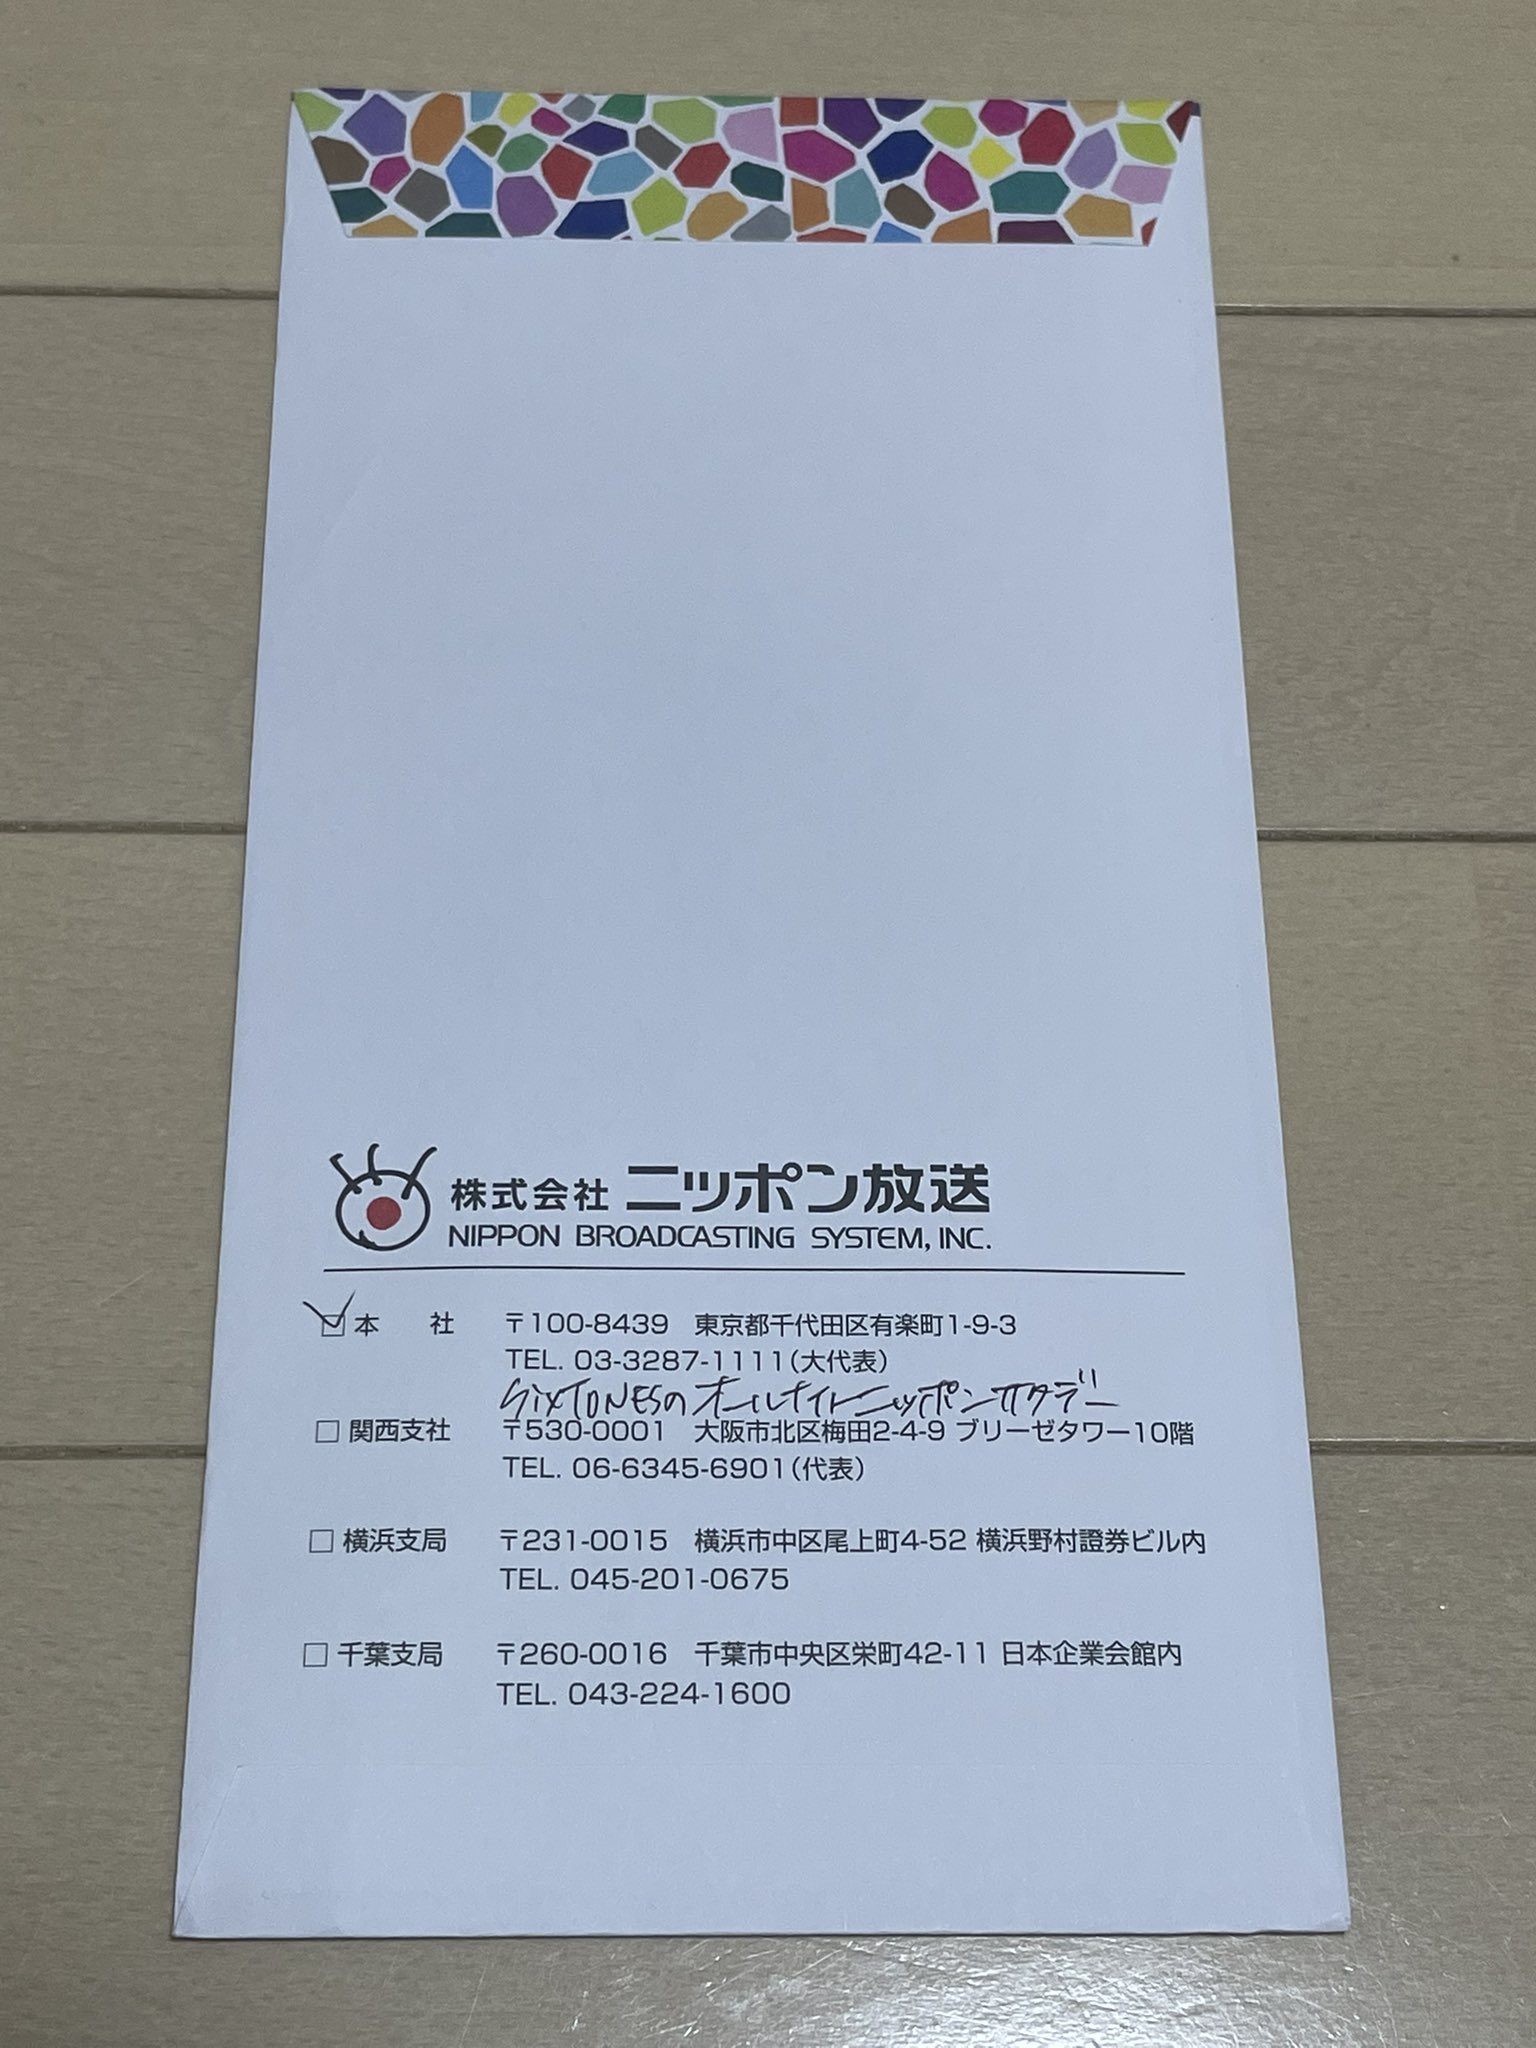 株式会社 ニッポン放送
NIPPON BROADCASTING SYSTEM, INC.
☑ 本 社 〒100-8439 東京都千代田区有楽町1-9-3
TEL. 03-3287-1111(大代表)
SixTONESのオールナイトニッポンサタデー
□ 関西支社 〒530-0001 大阪市北区梅田2-4-9 ブリーゼタワー10階
TEL. 06-6345-6901(代表)
□ 横浜支局 〒231-0015 横浜市中区尾上町4-52 横浜野村證券ビル内
TEL. 045-201-0675
□ 千葉支局 〒260-0016 千葉市中央区栄町42-11 日本企業会館内
TEL. 043-224-1600